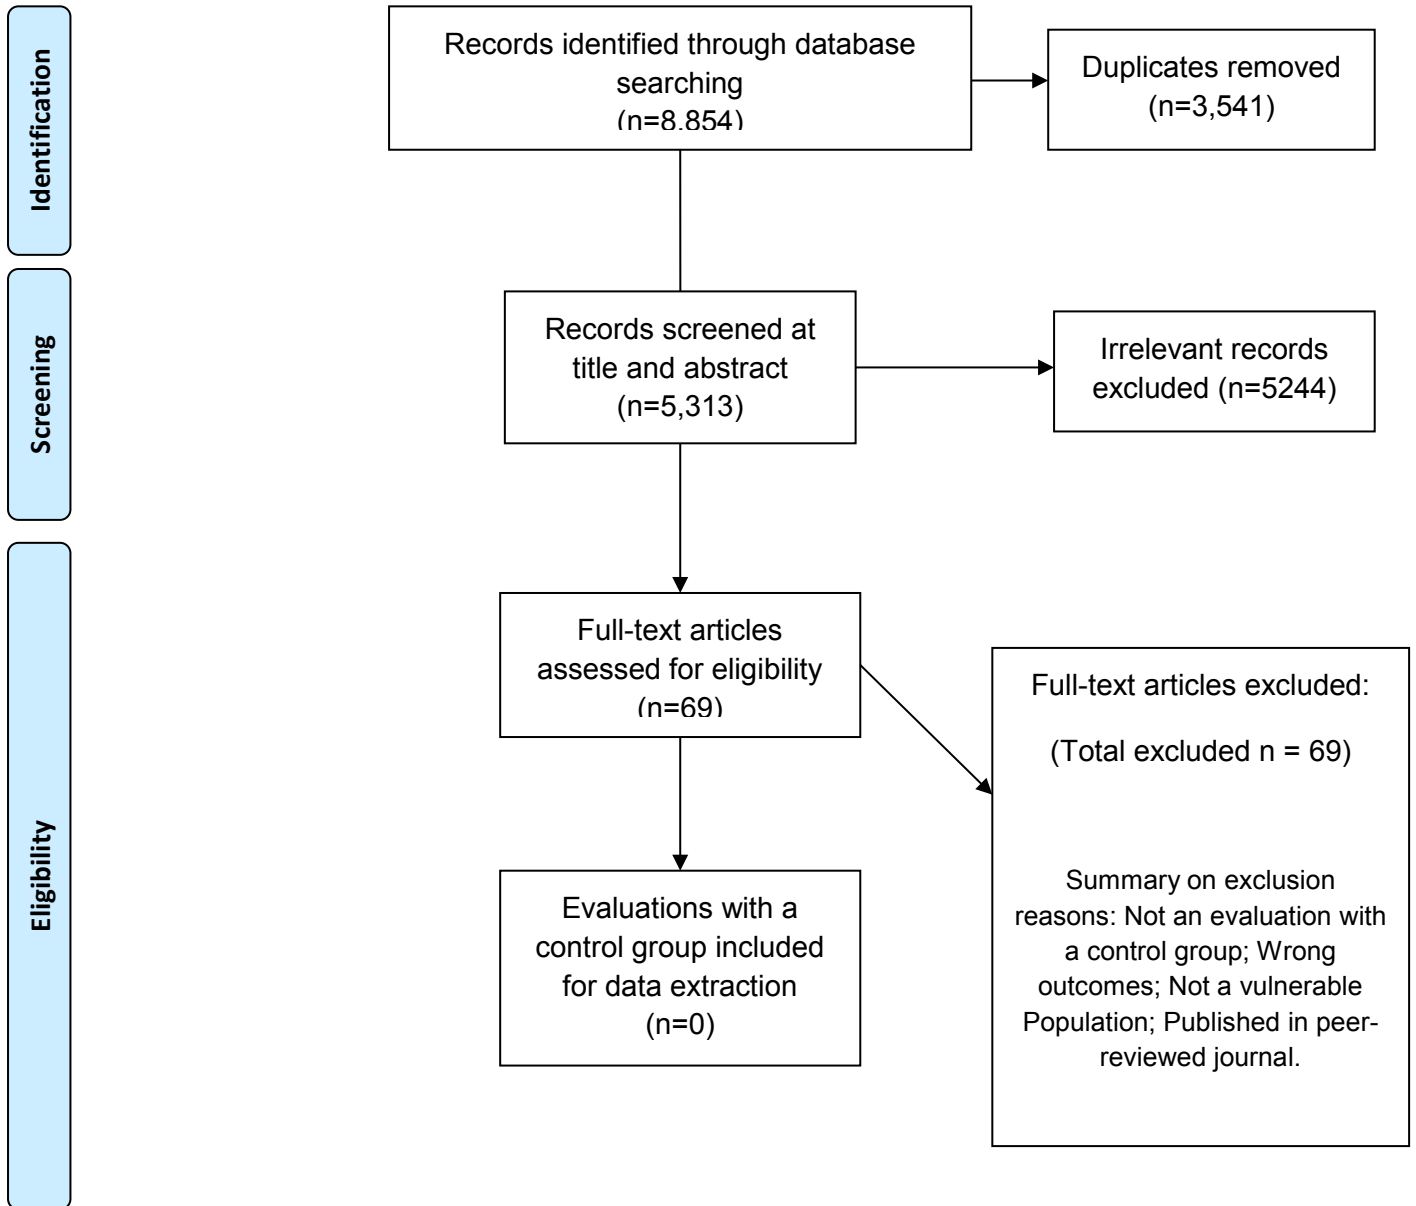 Identification
Records identified through database
searching
(n=8,854)
Duplicates removed
(n=3,541)
Screening
Records screened at
title and abstract
(n=5,313)
Irrelevant records
excluded (n=5244)
Eligibility
Full-text articles
assessed for eligibility
(n=69)
Full-text articles excluded:
(Total excluded n = 69)
Summary on exclusion
reasons: Not an evaluation with
a control group; Wrong
outcomes; Not a vulnerable
Population; Published in peer-
reviewed journal.
Evaluations with a
control group included
for data extraction
(n=0)